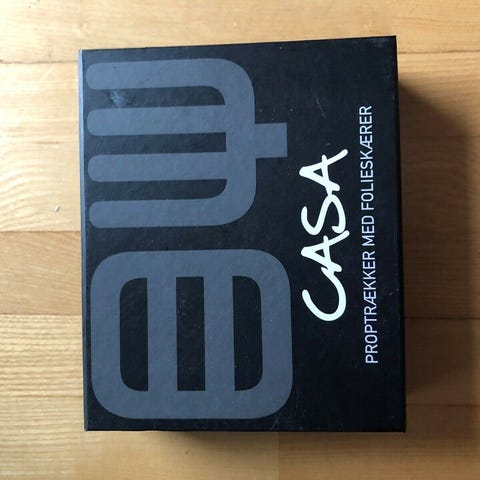 CASA
PROPTRÆKKER MED FOLIESKÆRER